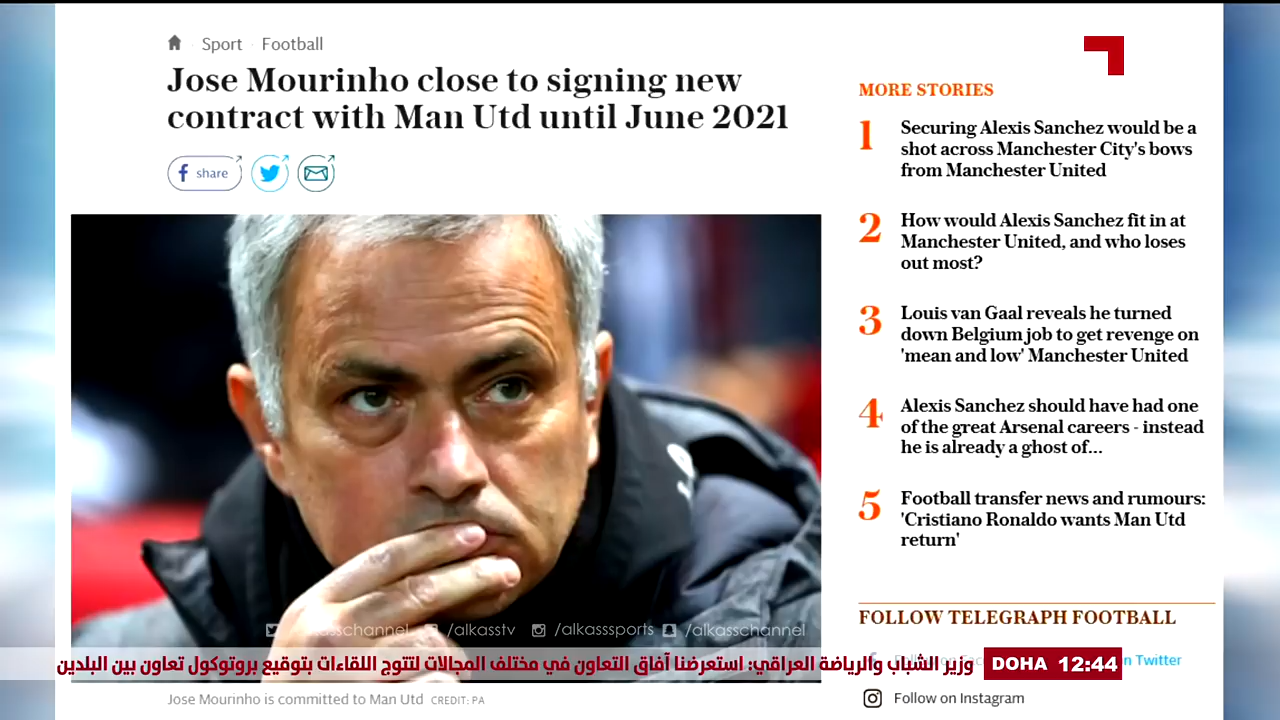 Sport
Football
Jose Mourinho close to signing new
contract with Man Utd until June 2021
share
MORE STORIES
1
Securing Alexis Sanchez would be a
shot across Manchester City's bows
from Manchester United
2
How would Alexis Sanchez fit in at
Manchester United, and who loses
out most?
3
Louis van Gaal reveals he turned
down Belgium job to get revenge on
'mean and low' Manchester United
4
Alexis Sanchez should have had one
of the great Arsenal careers - instead
he is already a ghost of...
5
Football transfer news and rumours:
'Cristiano Ronaldo wants Man Utd
return'
FOLLOW TELEGRAPH FOOTBALL
/alkasstv /alkasssports /alkasschannel
وزير الشباب والرياضة العراقي: استعرضنا آفاق التعاون في مختلف المجالات لتتوج اللقاءات بتوقيع بروتوكول تعاون بين البلدين
DOHA 12:44
on Twitter
Jose Mourinho is committed to Man Utd CREDIT: PA
Follow on Instagram